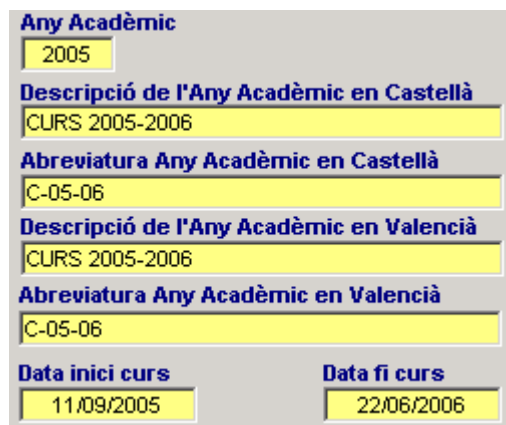 Any Acadèmic
2005
Descripció de l'Any Acadèmic en Castellà
CURS 2005-2006
Abreviatura Any Acadèmic en Castellà
C-05-06
Descripció de l'Any Acadèmic en Valencià
CURS 2005-2006
Abreviatura Any Acadèmic en Valencià
C-05-06
Data inici curs Data fi curs
11/09/2005 22/06/2006